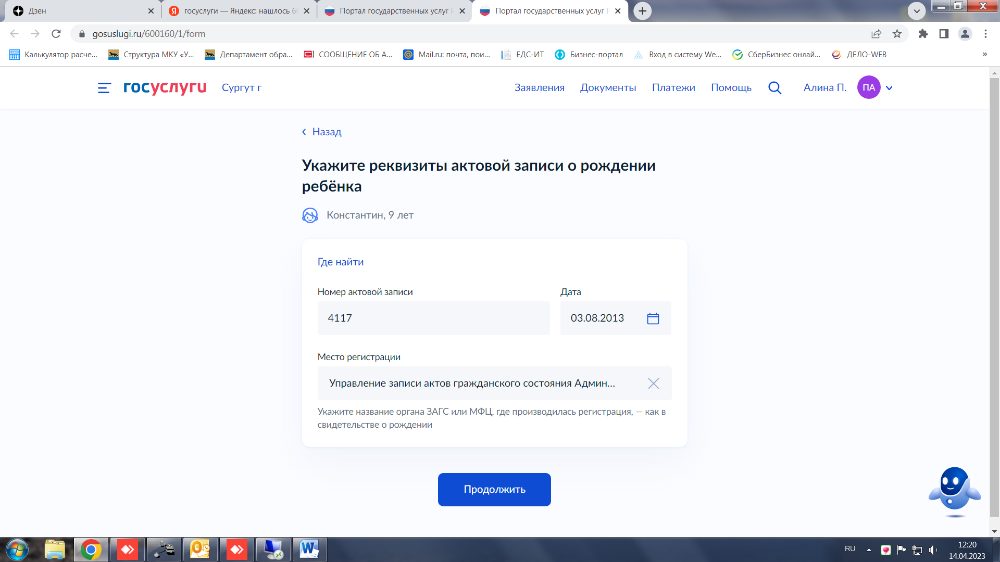 Дзен
госуслуги — Яндекс: нашлось
Портал государственных услуг
Портал государственных услуг
gosuslugi.ru/600160/1/form
Калькулятор расче...
Структура МКУ «У...
Департамент обра...
СООБЩЕНИЕ ОБ А...
Mail.ru: почта, пои...
ЕДС-ИТ
Бизнес-портал
Вход в систему We...
СберБизнес онлай...
ДЕЛО-WEB
»
госуслуги
Сургут г
Заявления
Документы
Платежи
Помощь
Алина П.
ПА
Назад
Укажите реквизиты актовой записи о рождении
ребёнка
Константин, 9 лет
Где найти
Номер актовой записи
Дата
4117
03.08.2013
Место регистрации
Управление записи актов гражданского состояния Админ...
Укажите название органа ЗАГС или МФЦ, где производилась регистрация, — как в
свидетельстве о рождении
Продолжить
RU
12:20
14.04.2023